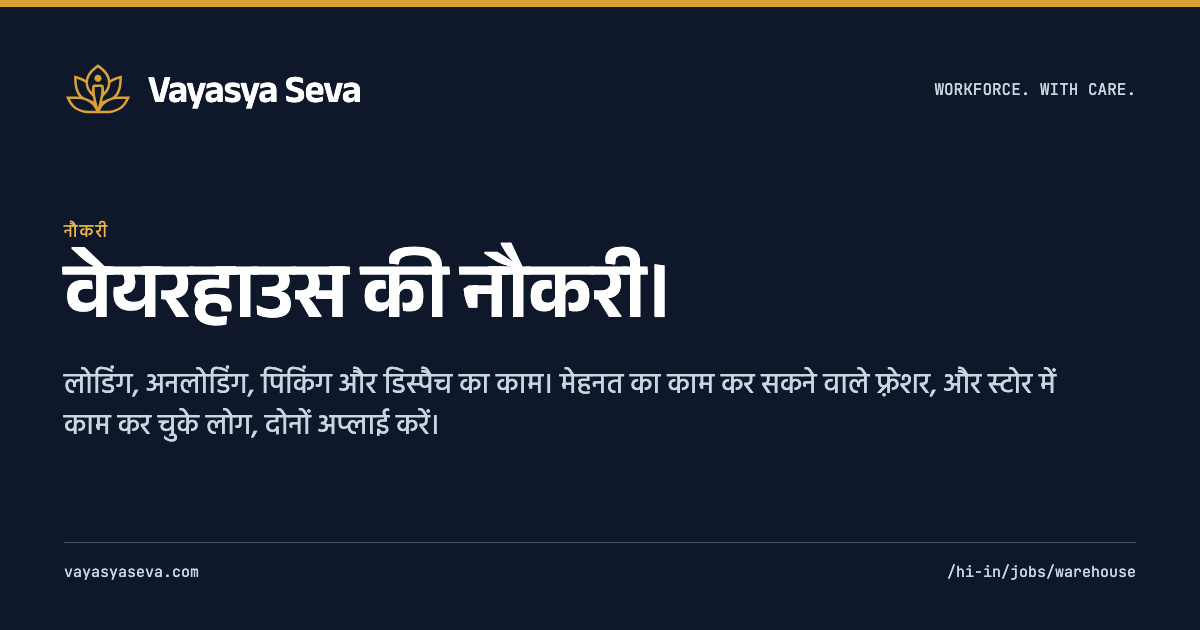 Vayasya Seva
WORKFORCE. WITH CARE.
नौकरी
वेयरहाउस की नौकरी।
लोडिंग, अनलोडिंग, पिकिंग और डिस्पैच का काम। मेहनत का काम कर सकने वाले फ़्रेशर, और स्टोर में
काम कर चुके लोग, दोनों अप्लाई करें।
vayasyaseva.com
/hi-in/jobs/warehouse